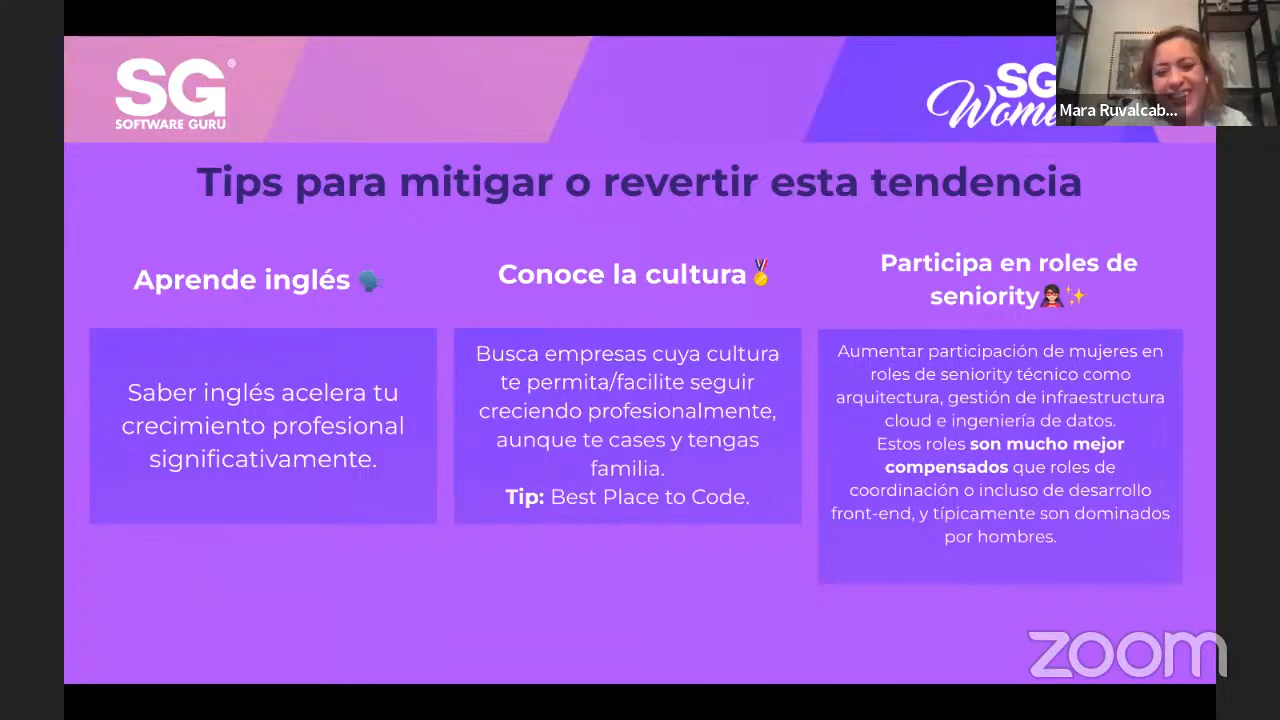 SG®
SOFTWARE GURU
SG
Wome
Mara Ruvalcab...
Tips para mitigar o revertir esta tendencia
Aprende inglés
Saber inglés acelera tu
crecimiento profesional
significativamente.
Conoce la cultura
Busca empresas cuya cultura
te permita/facilite seguir
creciendo profesionalmente,
aunque te cases y tengas
familia.
Tip: Best Place to Code.
Participa en roles de
seniority
Aumentar participación de mujeres en
roles de seniority técnico como
arquitectura, gestión de infraestructura
cloud e ingeniería de datos.
Estos roles son mucho mejor
compensados que roles de
coordinación o incluso de desarrollo
front-end, y típicamente son dominados
por hombres.
zoom